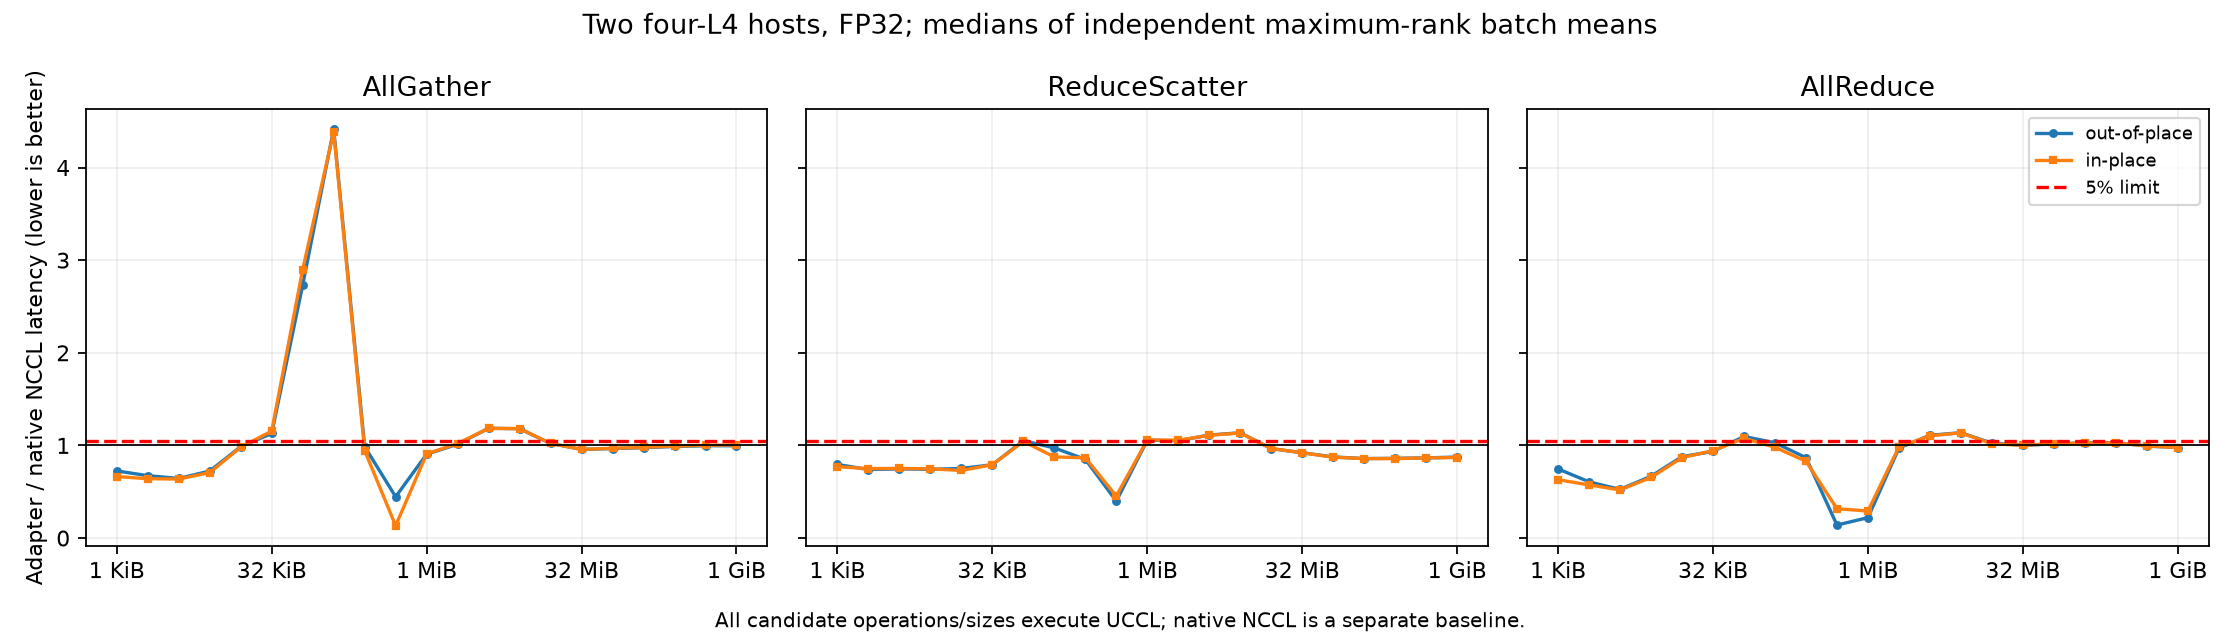 Two four-L4 hosts, FP32; medians of independent maximum-rank batch means
Adapter / native NCCL latency (lower is better)
AllGather
ReduceScatter
AllReduce
out-of-place
in-place
5% limit
4
3
2
1
0
1 KiB
32 KiB
1 MiB
32 MiB
1 GiB
1 KiB
32 KiB
1 MiB
32 MiB
1 GiB
1 KiB
32 KiB
1 MiB
32 MiB
1 GiB
All candidate operations/sizes execute UCCL; native NCCL is a separate baseline.